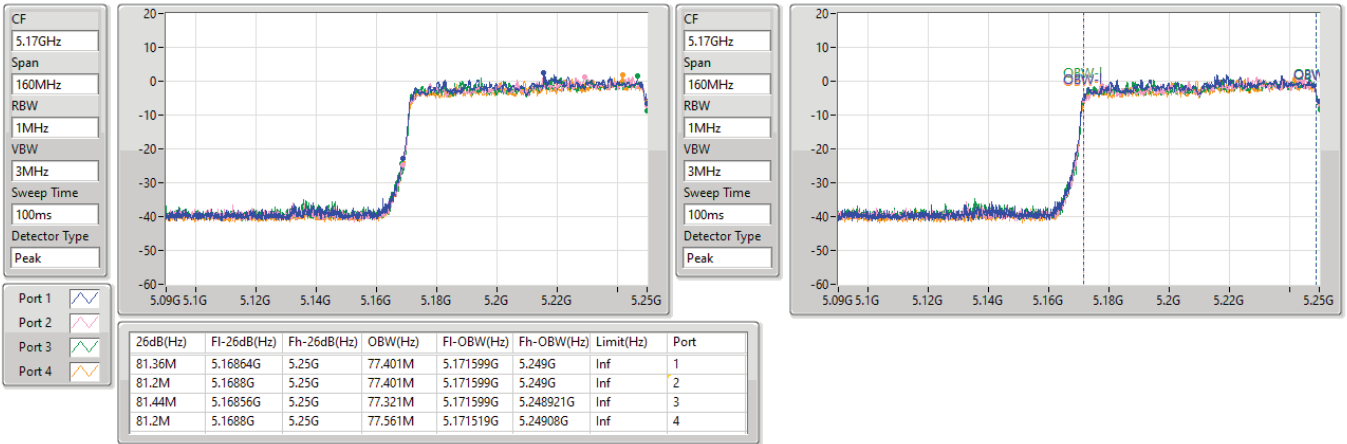 CF
5.17GHz
Span
160MHz
RBW
1MHz
VBW
3MHz
Sweep Time
100ms
Detector Type
Peak
Port 1
Port 2
Port 3
Port 4
20
10
0
-10
-20
-30
-40
-50
-60
5.09G 5.1G 5.12G 5.14G 5.16G 5.18G 5.2G 5.22G 5.25G
26dB(Hz) Fl-26dB(Hz) Fh-26dB(Hz) OBW(Hz) Fl-OBW(Hz) Fh-OBW(Hz) Limit(Hz) Port
81.36M 5.16864G 5.25G 77.401M 5.171599G 5.249G Inf 1
81.2M 5.1688G 5.25G 77.401M 5.171599G 5.249G Inf 2
81.44M 5.16856G 5.25G 77.321M 5.171599G 5.248921G Inf 3
81.2M 5.1688G 5.25G 77.561M 5.171519G 5.24908G Inf 4
CF
5.17GHz
Span
160MHz
RBW
1MHz
VBW
3MHz
Sweep Time
100ms
Detector Type
Peak
20
10
0
-10
-20
-30
-40
-50
-60
OBW-l
OBW
5.09G 5.1G 5.12G 5.14G 5.16G 5.18G 5.2G 5.22G 5.25G